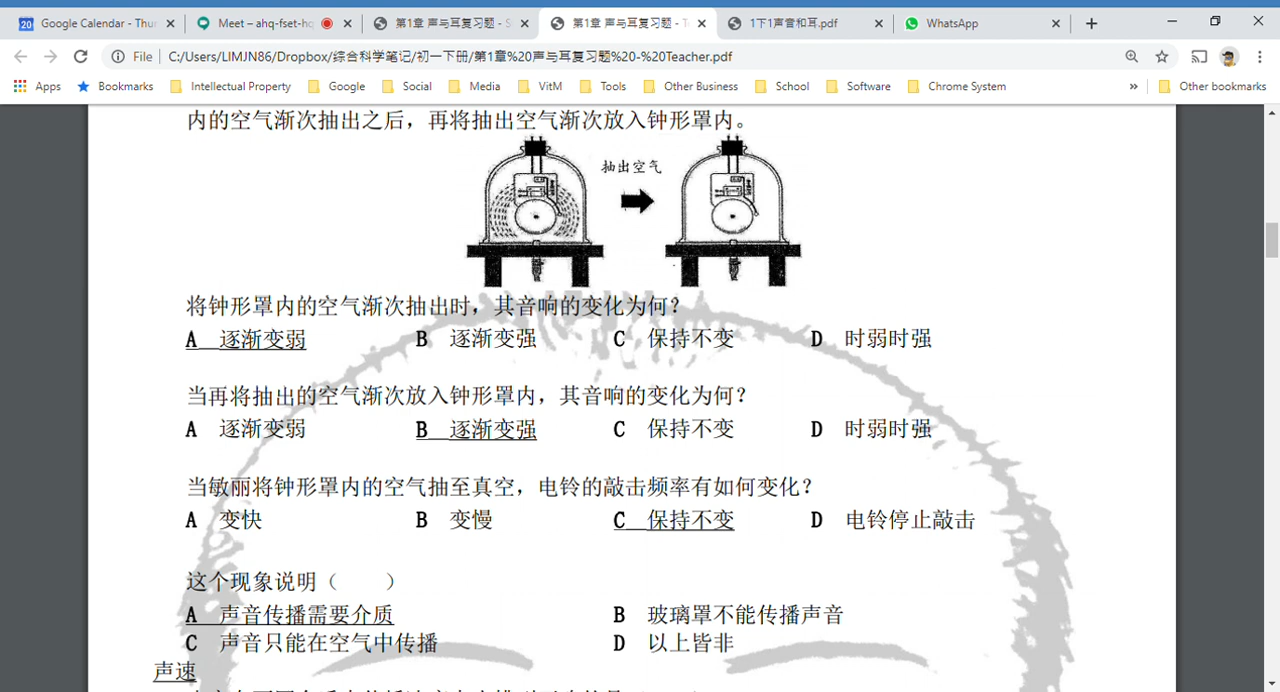 Google Calendar - Thur
Meet – ahq-fset-hq
第1章 声与耳复习题 - S
第1章 声与耳复习题 - T
1下1声音和耳.pdf
WhatsApp
File
C:/Users/LIMJN86/Dropbox/综合科学笔记/初一下册/第1章%20声与耳复习题%20-%20Teacher.pdf
Apps
Bookmarks
Intellectual Property
Google
Social
Media
VitM
Tools
Other Business
School
Software
Chrome System
»
Other bookmarks
内的空气渐次抽出之后，再将抽出空气渐次放入钟形罩内。
抽出空气
将钟形罩内的空气渐次抽出时，其音响的变化为何？
A 逐渐变弱 B 逐渐变强 C 保持不变 D 时弱时强
当再将抽出的空气渐次放入钟形罩内，其音响的变化为何？
A 逐渐变弱 B 逐渐变强 C 保持不变 D 时弱时强
当敏丽将钟形罩内的空气抽至真空，电铃的敲击频率有如何变化？
A 变快 B 变慢 C 保持不变 D 电铃停止敲击
这个现象说明（ ）
A 声音传播需要介质 B 玻璃罩不能传播声音
C 声音只能在空气中传播 D 以上皆非
声速